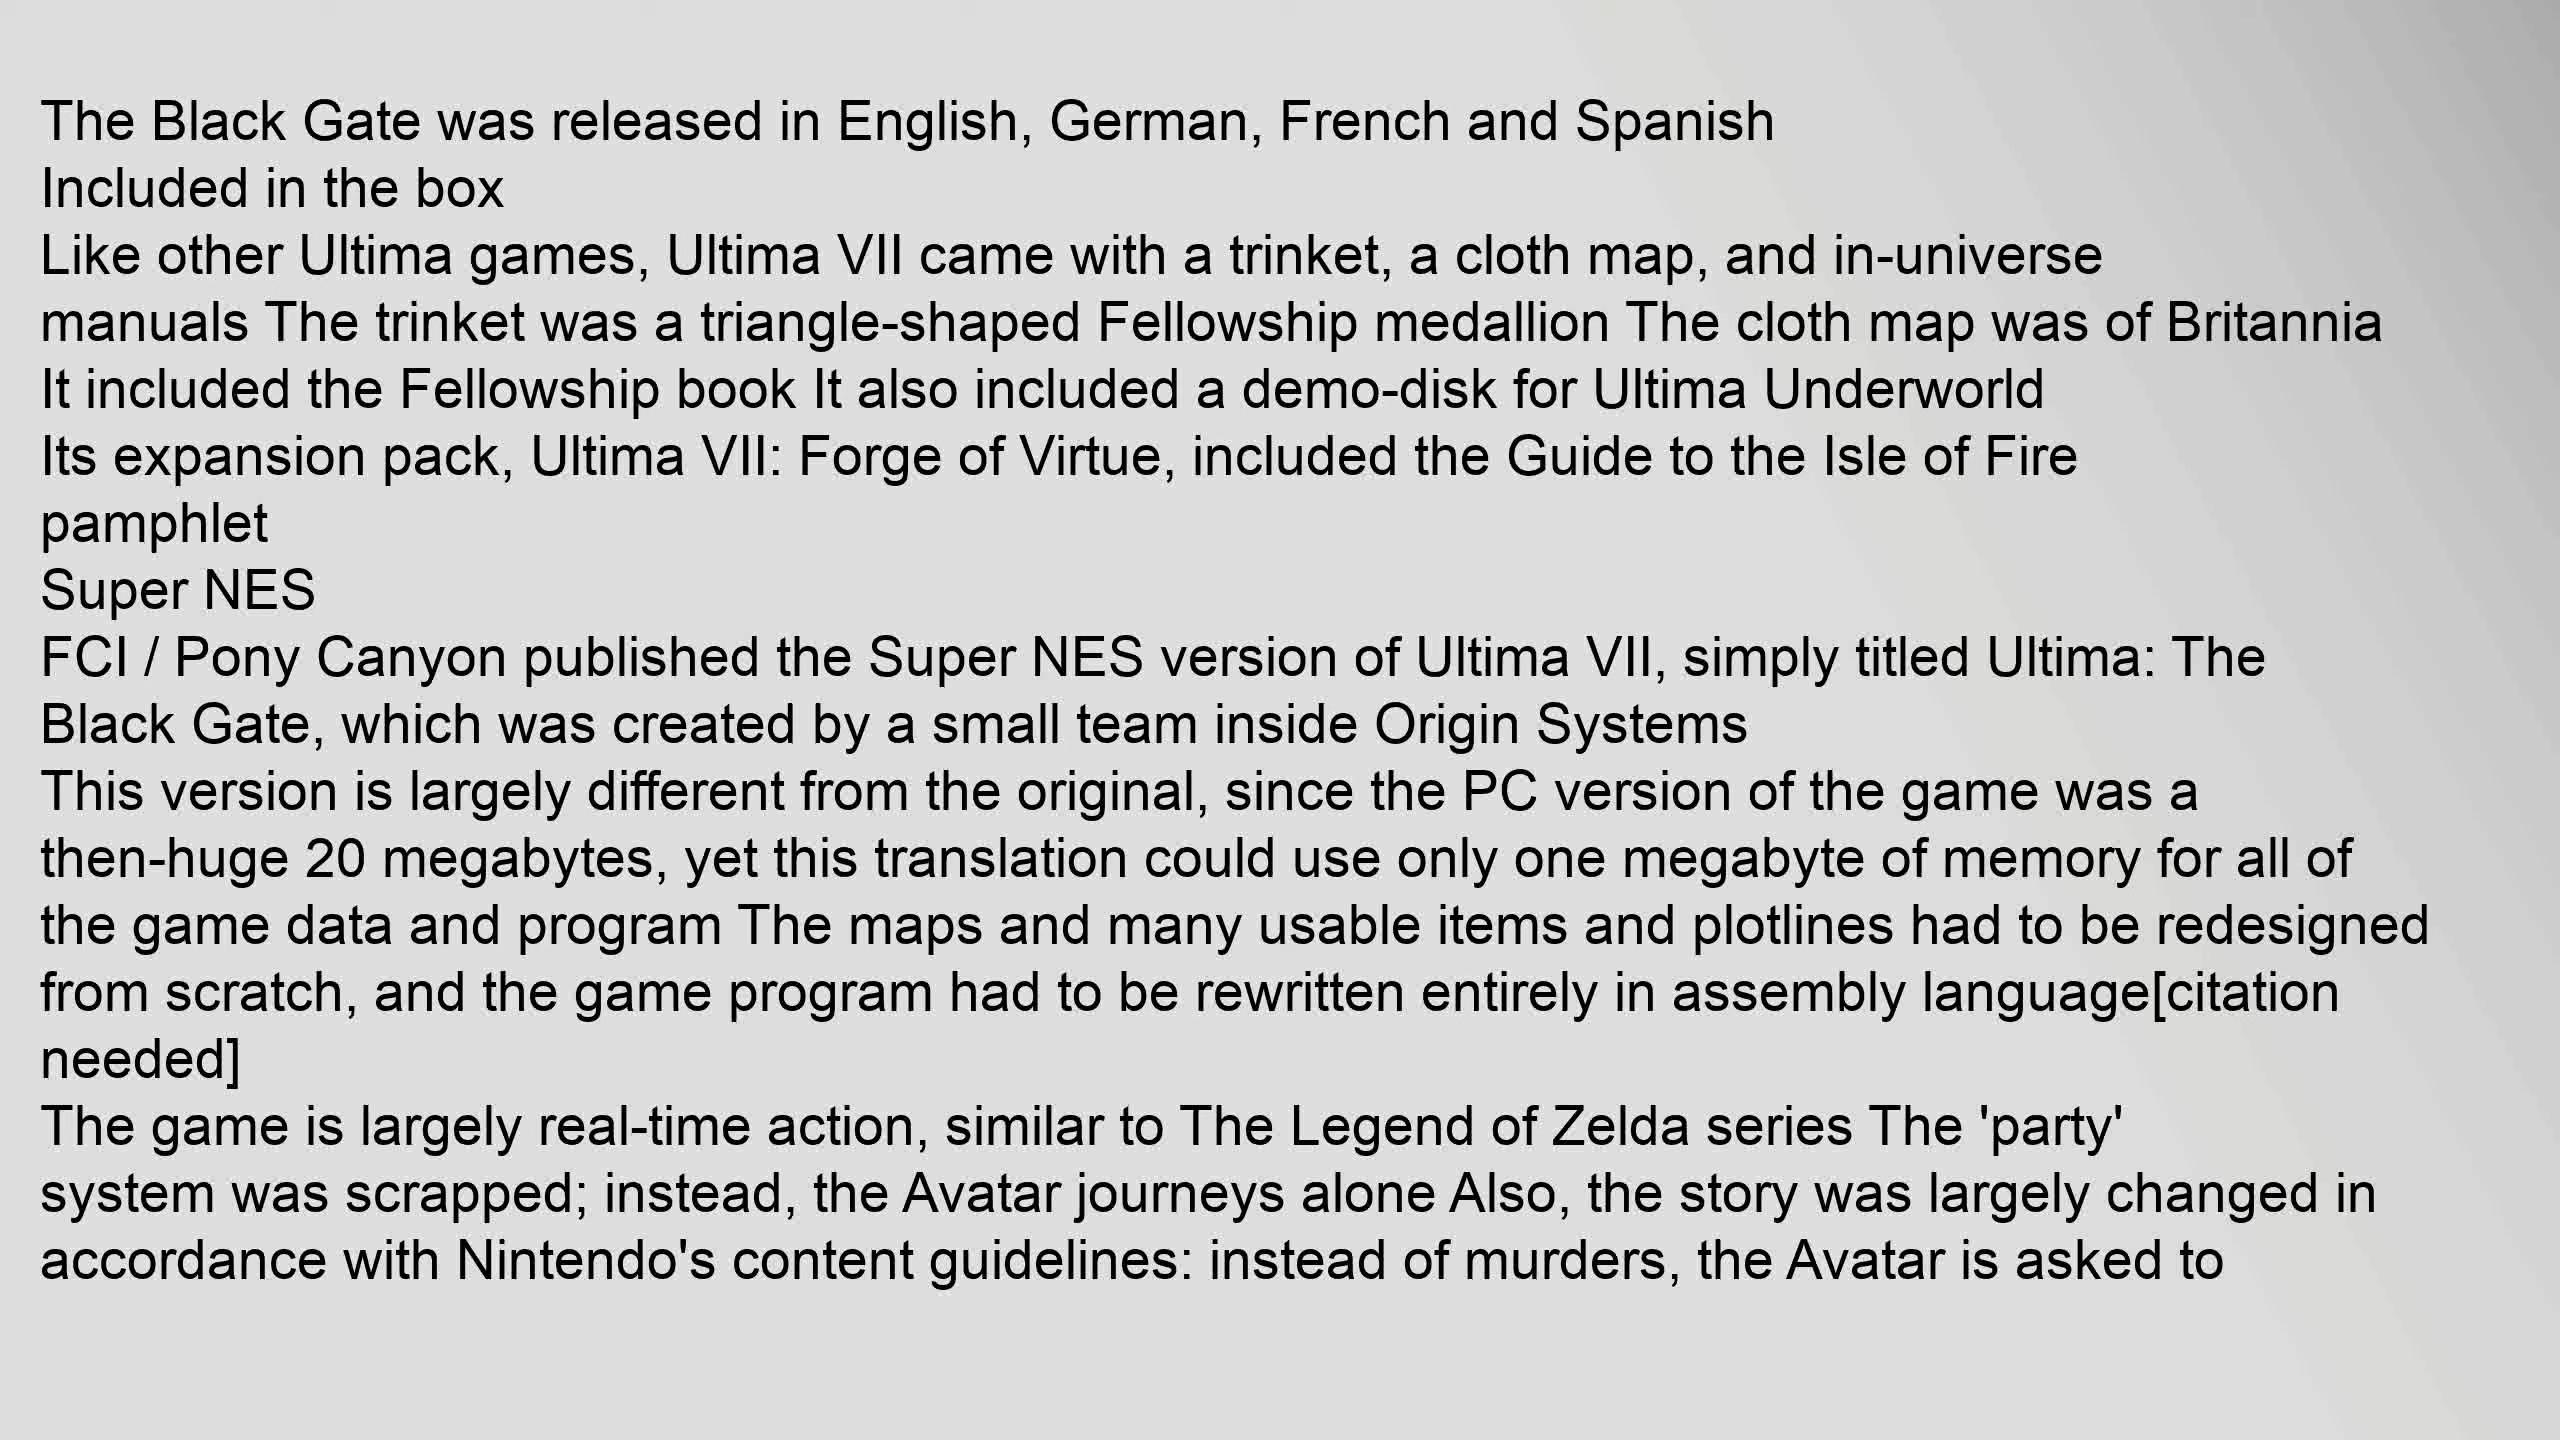 The Black Gate was released in English, German, French and Spanish
Included in the box
Like other Ultima games, Ultima VII came with a trinket, a cloth map, and in-universe
manuals The trinket was a triangle-shaped Fellowship medallion The cloth map was of Britannia
It included the Fellowship book It also included a demo-disk for Ultima Underworld
Its expansion pack, Ultima VII: Forge of Virtue, included the Guide to the Isle of Fire
pamphlet
Super NES
FCI / Pony Canyon published the Super NES version of Ultima VII, simply titled Ultima: The
Black Gate, which was created by a small team inside Origin Systems
This version is largely different from the original, since the PC version of the game was a
then-huge 20 megabytes, yet this translation could use only one megabyte of memory for all of
the game data and program The maps and many usable items and plotlines had to be redesigned
from scratch, and the game program had to be rewritten entirely in assembly language[citation
needed]
The game is largely real-time action, similar to The Legend of Zelda series The 'party'
system was scrapped; instead, the Avatar journeys alone Also, the story was largely changed in
accordance with Nintendo's content guidelines: instead of murders, the Avatar is asked to